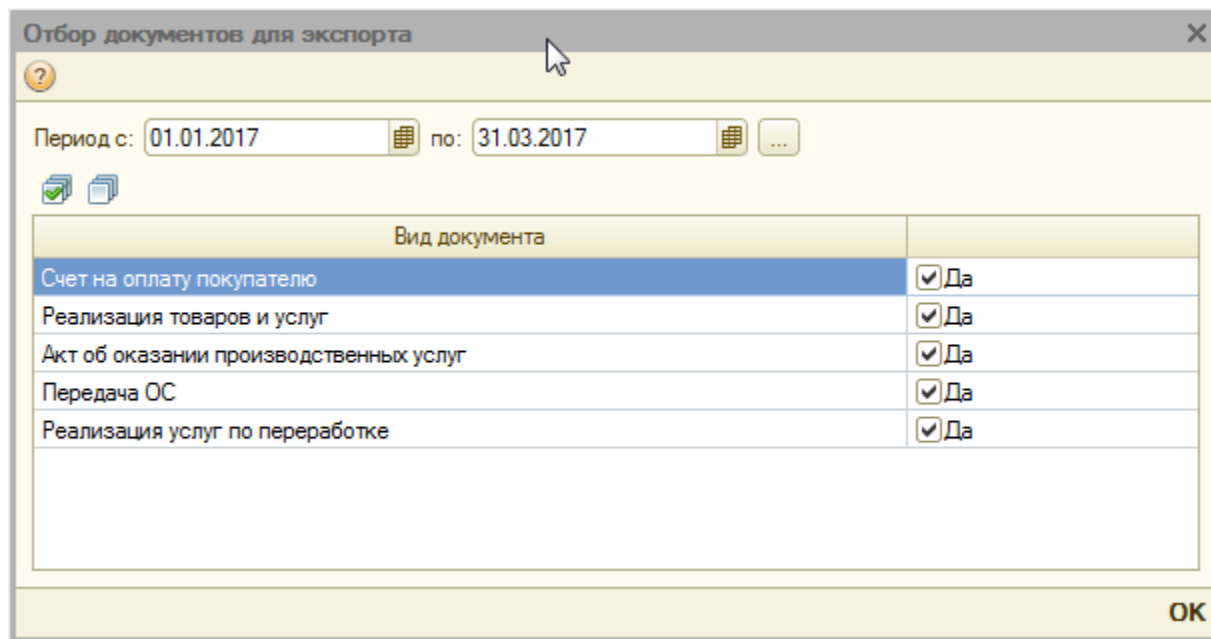 Отбор документов для экспорта
?
Период с: 01.01.2017 по: 31.03.2017 ...
Вид документа
Счет на оплату покупателю Да
Реализация товаров и услуг Да
Акт об оказании производственных услуг Да
Передача ОС Да
Реализация услуг по переработке Да
OK